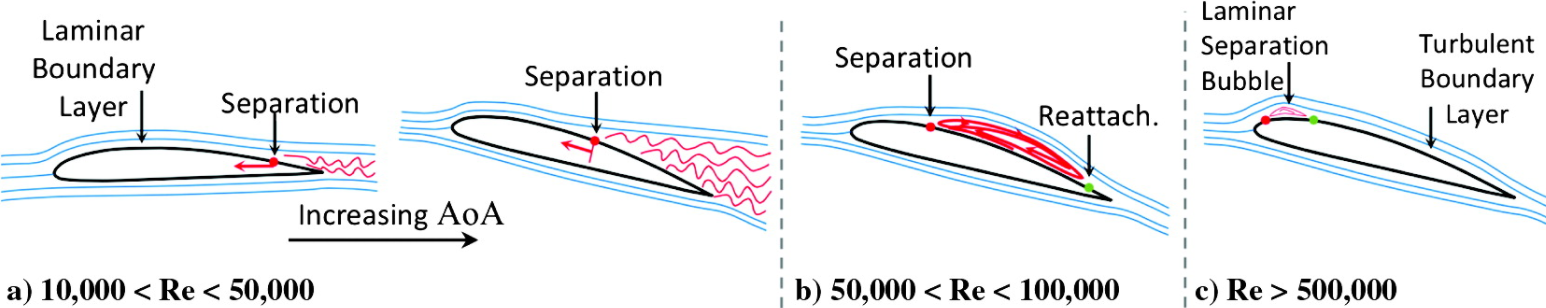 Laminar
Boundary
Layer
Separation
Separation
Increasing AoA
a) 10,000 < Re < 50,000
Separation
Reattach.
b) 50,000 < Re < 100,000
Laminar
Separation
Bubble
Turbulent
Boundary
Layer
c) Re > 500,000